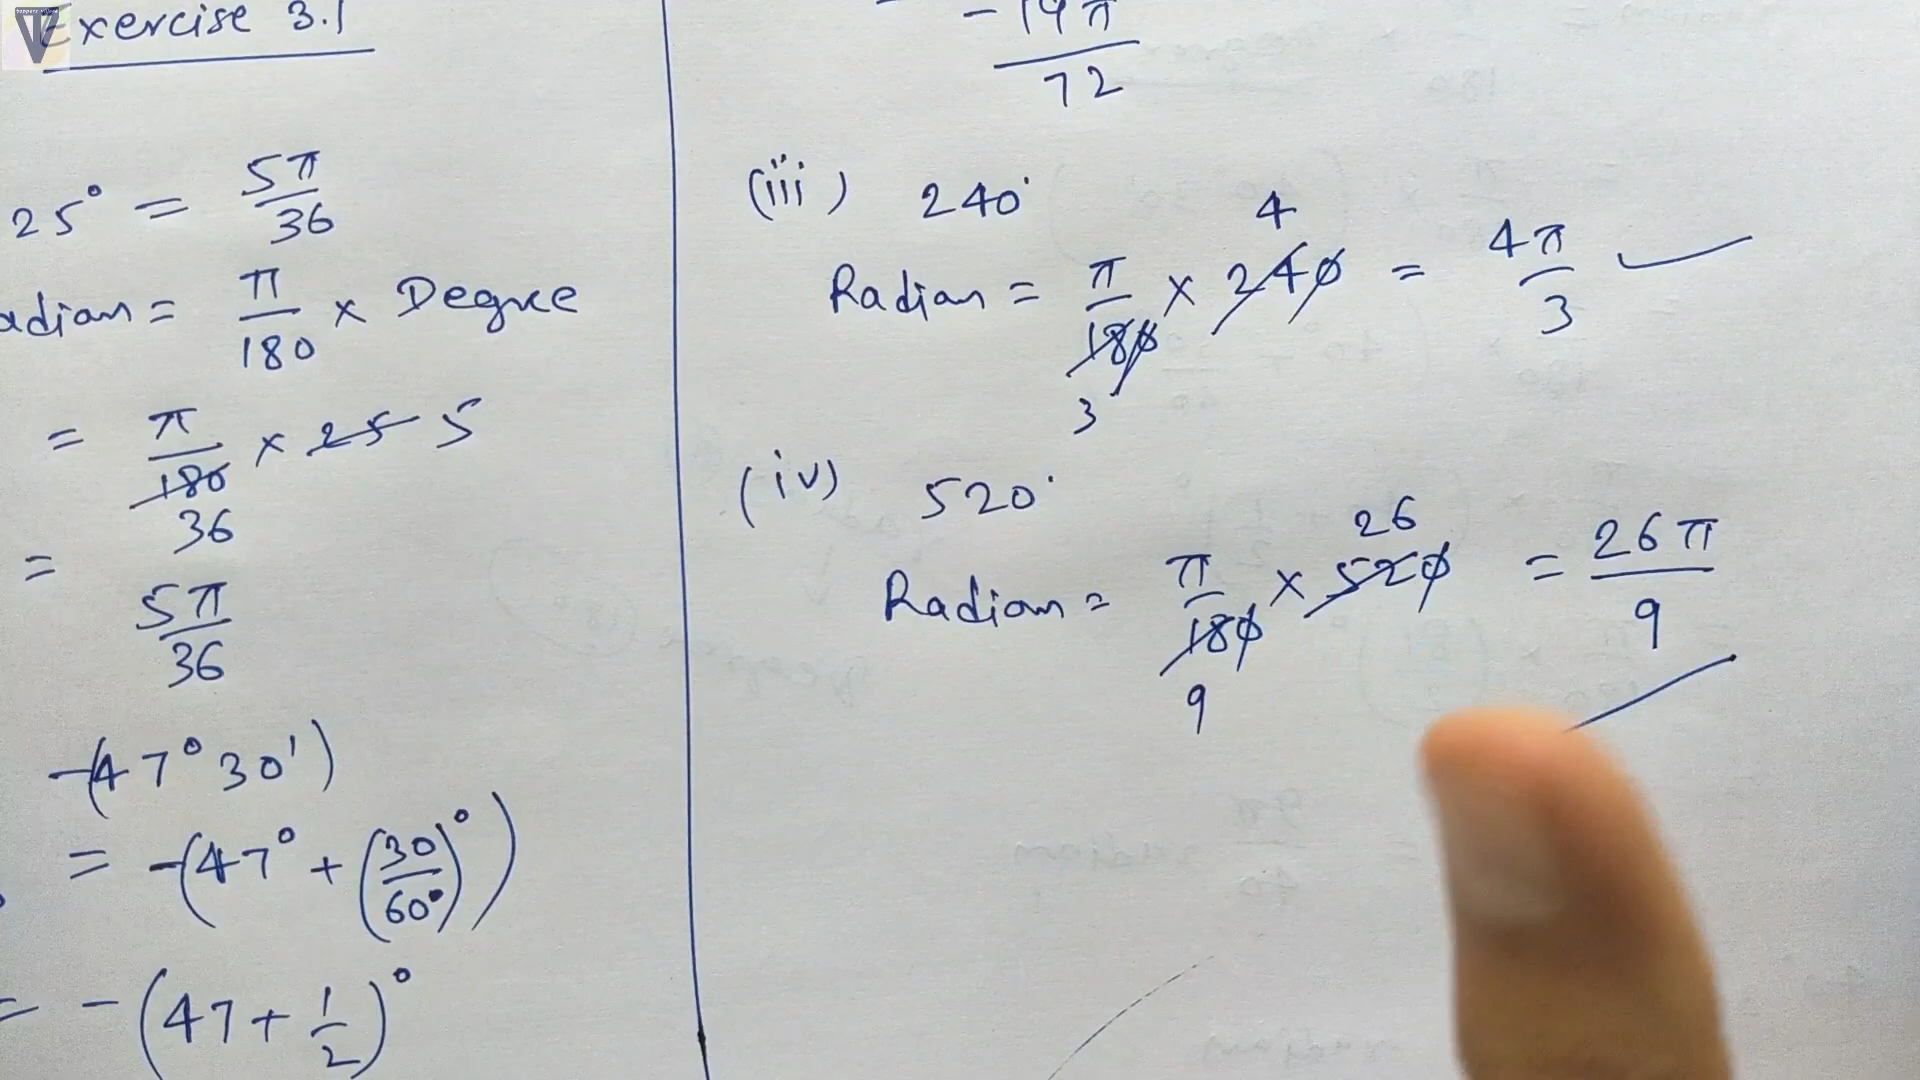 Exercise 3.1
25° = 5π/36
adian = π/180 × Degree
= π/180 × 25 5
36
= 5π/36
-(47° 30')
= -(47° + (30/60°)°)
= -(47 + 1/2)°
-19π/72
(iii) 240°
4
Radian = π/180 × 240 = 4π/3
3
(iv) 520°
26
Radian = π/180 × 520 = 26π/9
9